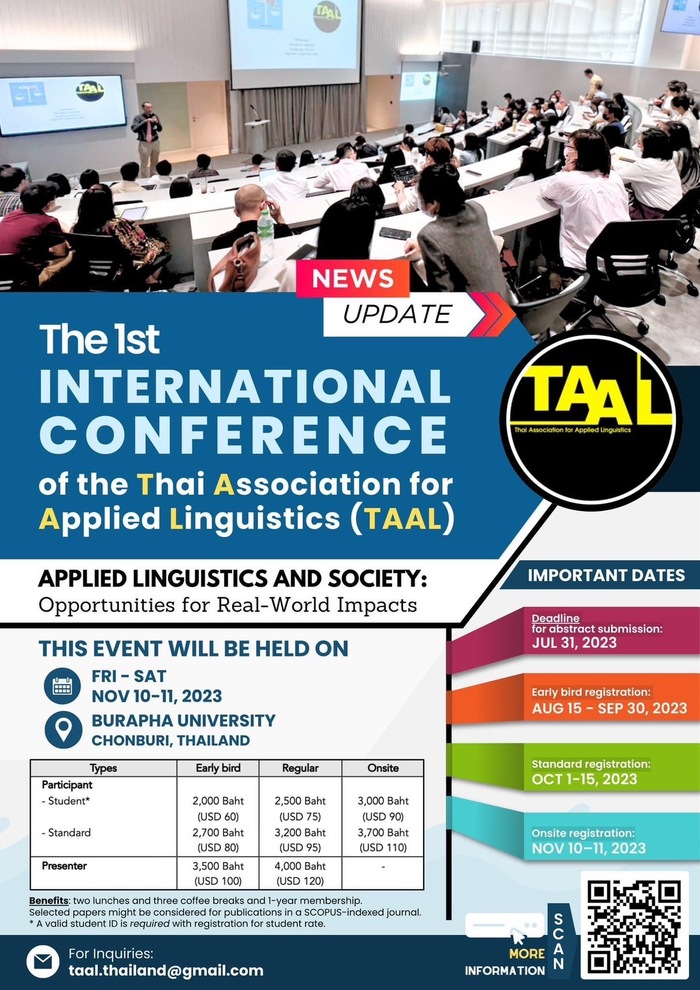 TAAL
TAAL
NEWS
UPDATE
The 1st
INTERNATIONAL
CONFERENCE
of the Thai Association for
Applied Linguistics (TAAL)
TAAL
Thai Association for Applied Linguistics
APPLIED LINGUISTICS AND SOCIETY:
Opportunities for Real-World Impacts
THIS EVENT WILL BE HELD ON
FRI - SAT
NOV 10-11, 2023
BURAPHA UNIVERSITY
CHONBURI, THAILAND
IMPORTANT DATES
Deadline
for abstract submission:
JUL 31, 2023
Early bird registration:
AUG 15 - SEP 30, 2023
Standard registration:
OCT 1-15, 2023
Onsite registration:
NOV 10–11, 2023
Types Early bird Regular Onsite
Participant
- Student* 2,000 Baht 2,500 Baht 3,000 Baht
(USD 60) (USD 75) (USD 90)
- Standard 2,700 Baht 3,200 Baht 3,700 Baht
(USD 80) (USD 95) (USD 110)
Presenter 3,500 Baht 4,000 Baht -
(USD 100) (USD 120)
Benefits: two lunches and three coffee breaks and 1-year membership.
Selected papers might be considered for publications in a SCOPUS-indexed journal.
* A valid student ID is required with registration for student rate.
For Inquiries:
taal.thailand@gmail.com
MORE
INFORMATION
SCAN